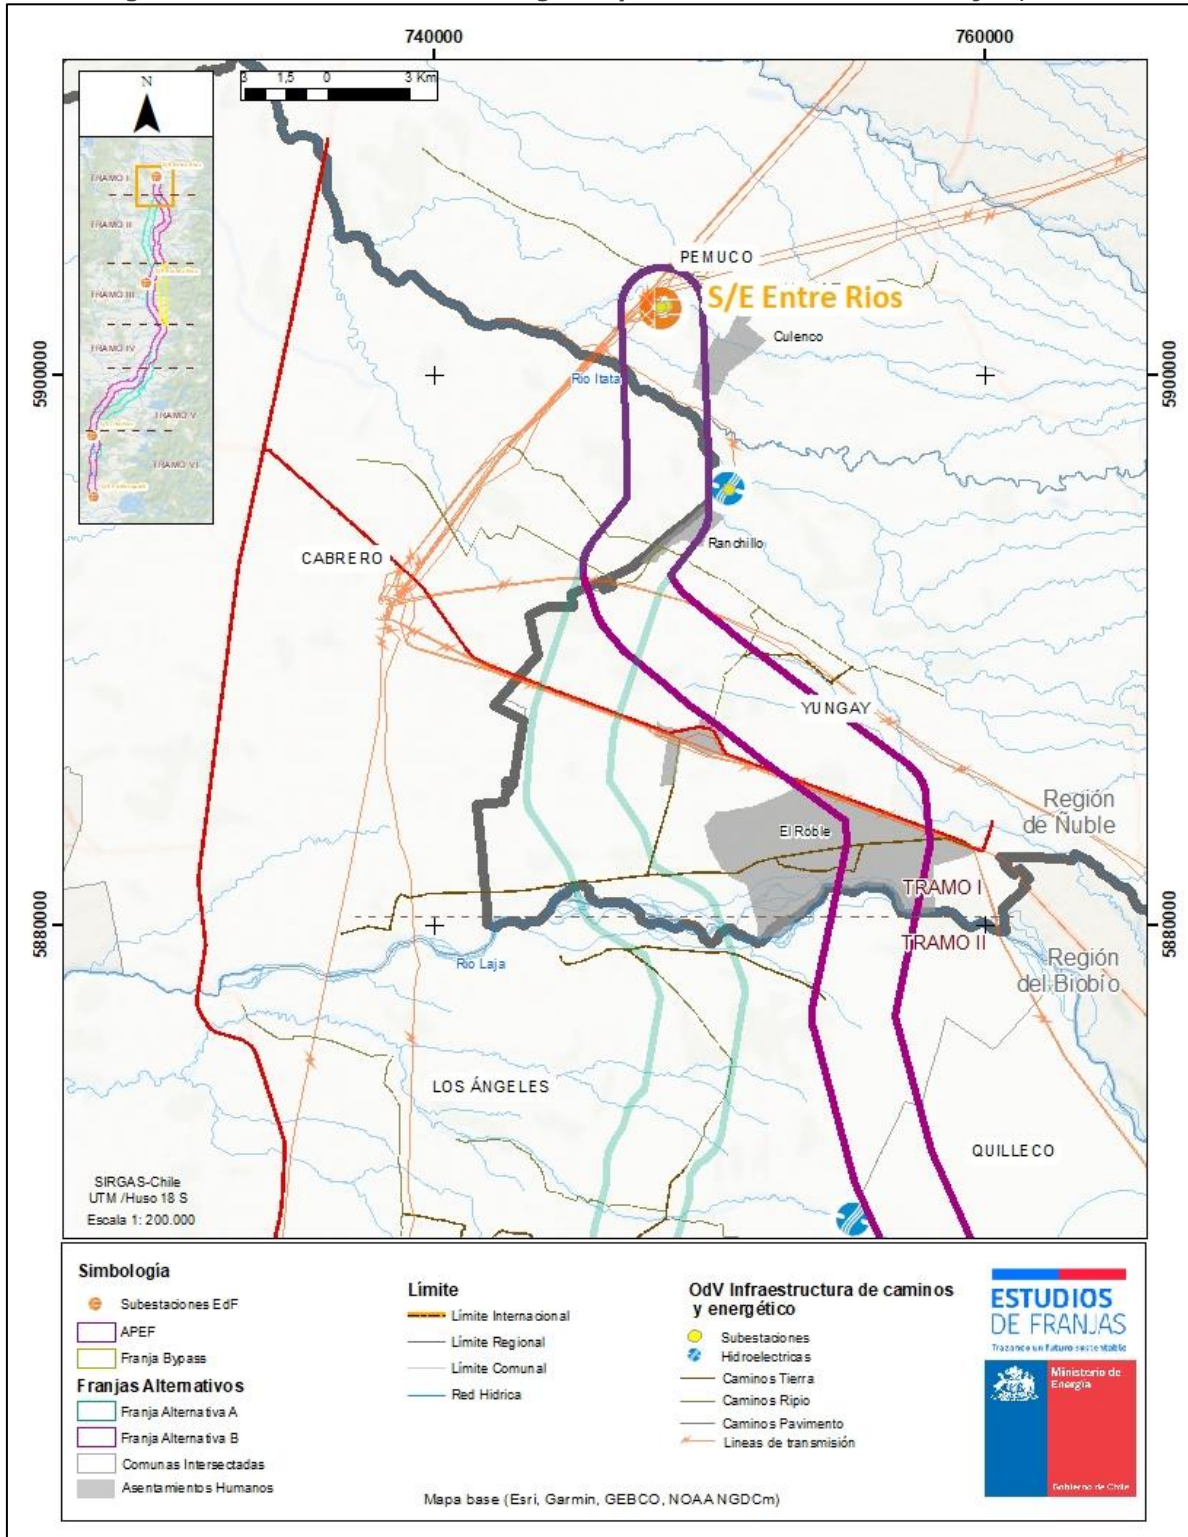 740000
760000
N
3 1,5 0 3 Km
TRAMO I
TRAMO II
TRAMO III
TRAMO IV
TRAMO V
TRAMO VI
PEMUCO
S/E Entre Rios
Culenco
5900000
5900000
Rio Itata
CABRERO
Ranchillo
YUNGAY
Región
de Ñuble
El Roble
TRAMO I
TRAMO II
5880000
5880000
Rio Laja
Región
del Biobío
LOS ÁNGELES
QUILLECO
SIRGAS-Chile
UTM /Huso 18 S
Escala 1: 200.000
Simbología
Subestaciones EdF
APEF
Franja Bypass
Franjas Alternativos
Franja Alternativa A
Franja Alternativa B
Comunas Intersectadas
Asentamientos Humanos
Límite
Límite Internacional
Límite Regional
Límite Comunal
Red Hídrica
OdV Infraestructura de caminos
y energético
Subestaciones
Hidroelectricas
Caminos Tierra
Caminos Ripio
Caminos Pavimento
Lineas de transmisión
Mapa base (Esri, Garmin, GEBCO, NOAA NGDCm)
ESTUDIOS
DE FRANJAS
Trazando un futuro sostenible
Ministerio de
Energía
Gobierno de Chile